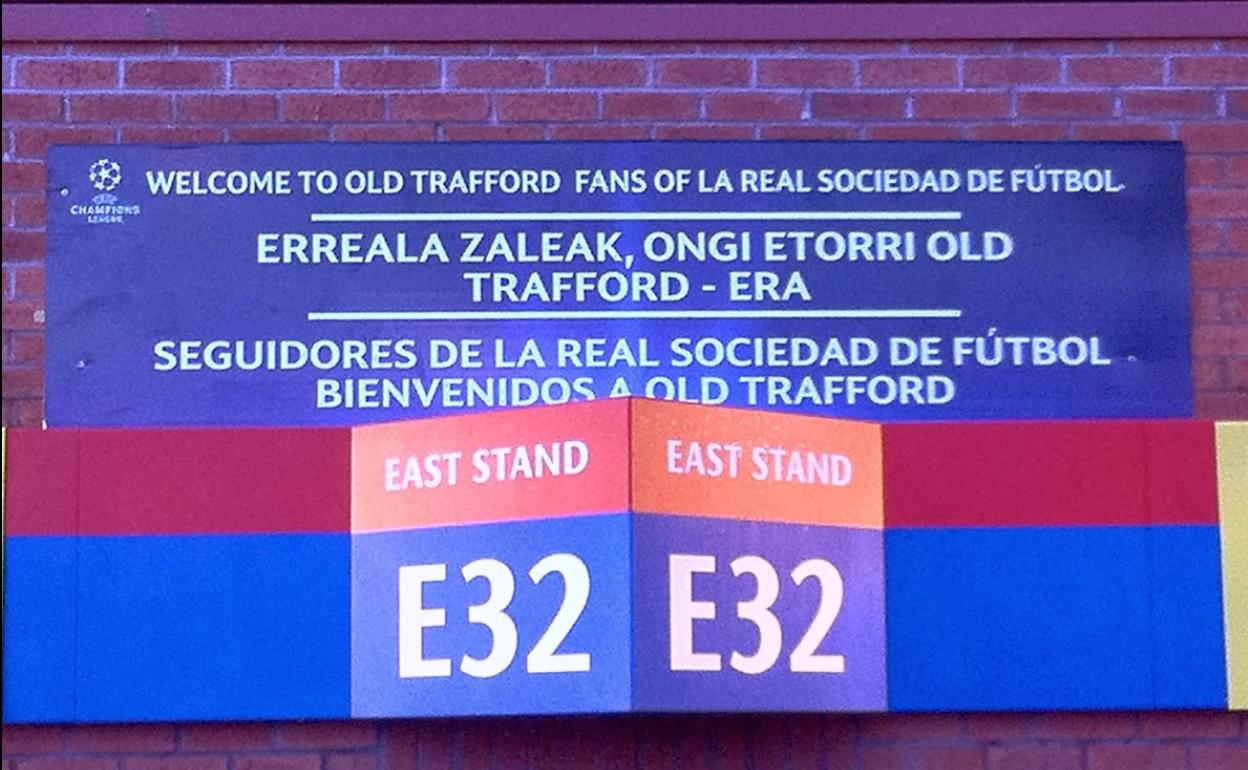 WELCOME TO OLD TRAFFORD FANS OF LA REAL SOCIEDAD DE FÚTBOL
CHAMPIONS
LEAGUE
ERREALA ZALEAK, ONGI ETORRI OLD
TRAFFORD - ERA
SEGUIDORES DE LA REAL SOCIEDAD DE FÚTBOL
BIENVENIDOS A OLD TRAFFORD
EAST STAND
E32
EAST STAND
E32